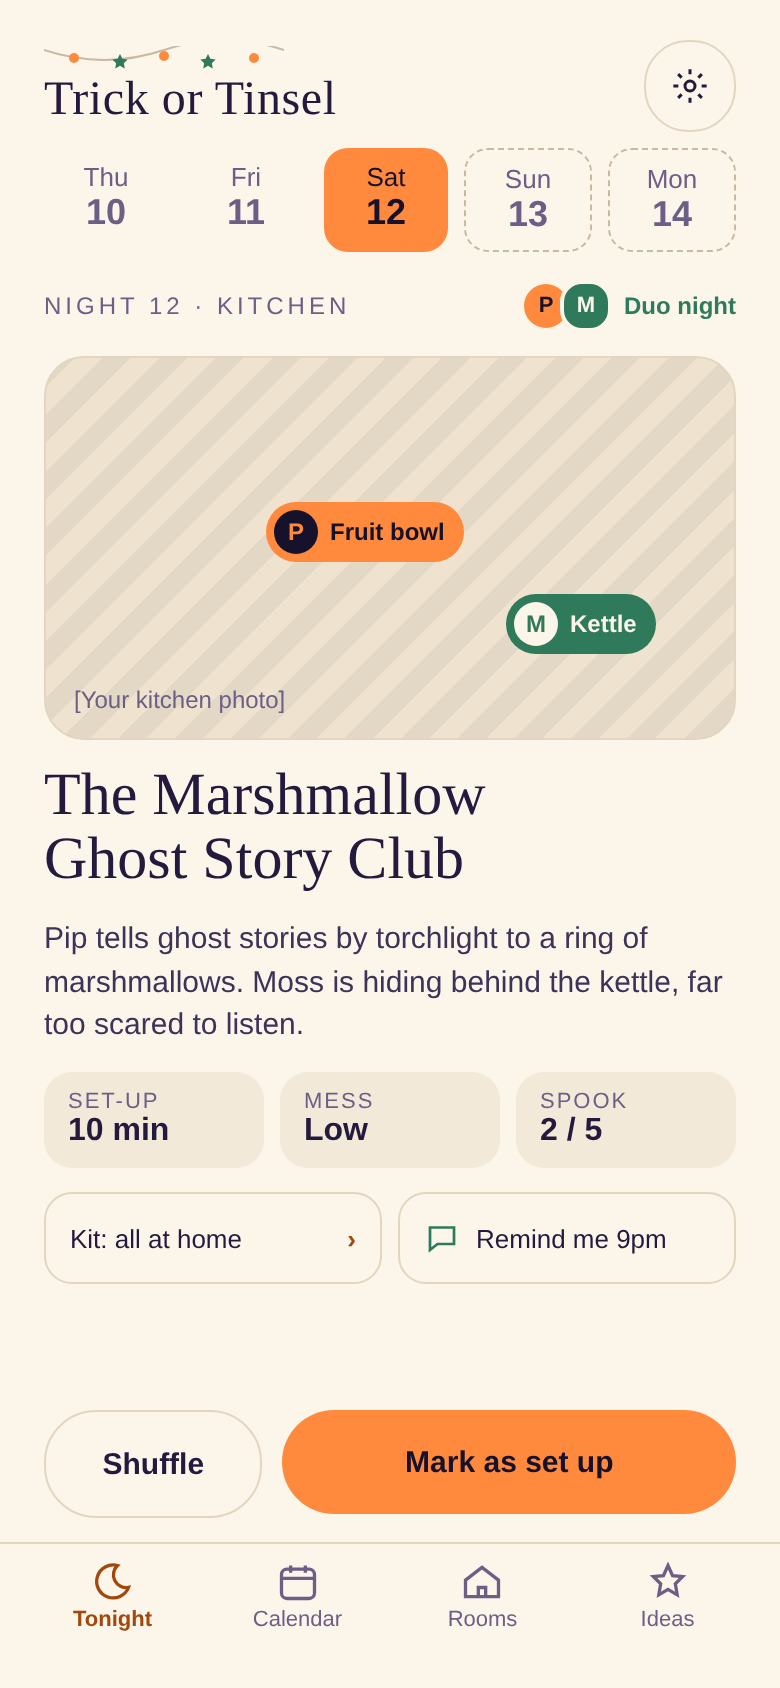 Trick or Tinsel
Thu Fri Sat Sun Mon
10 11 12 13 14
NIGHT 12 · KITCHEN P M Duo night
P Fruit bowl
M Kettle
[Your kitchen photo]
The Marshmallow
Ghost Story Club
Pip tells ghost stories by torchlight to a ring of
marshmallows. Moss is hiding behind the kettle, far
too scared to listen.
SET-UP MESS SPOOK
10 min Low 2 / 5
Kit: all at home › Remind me 9pm
Shuffle Mark as set up
Tonight Calendar Rooms Ideas